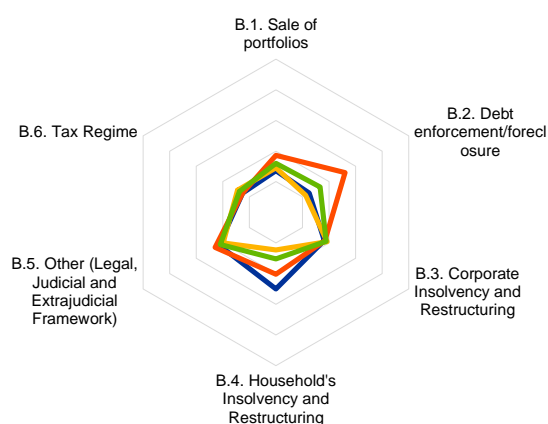 B.1. Sale of
portfolios
B.2. Debt
enforcement/forecl
osure
B.3. Corporate
Insolvency and
Restructuring
B.4. Household's
Insolvency and
Restructuring
B.5. Other (Legal,
Judicial and
Extrajudicial
Framework)
B.6. Tax Regime